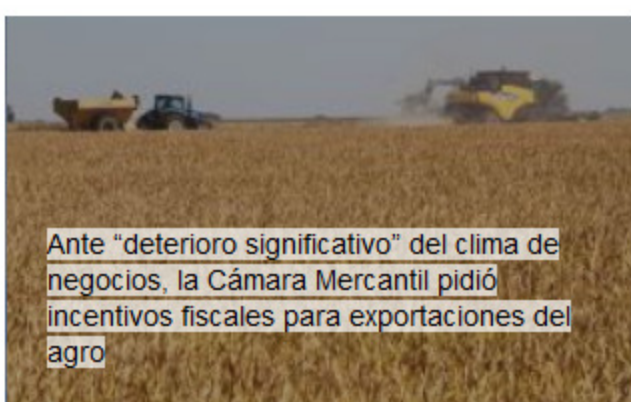 Ante “deterioro significativo” del clima de
negocios, la Cámara Mercantil pidió
incentivos fiscales para exportaciones del
agro